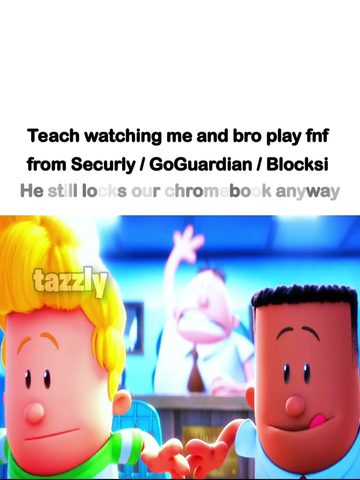 Teach watching me and bro play fnf
from Securly / GoGuardian / Blocksi
He still locks our chromebook anyway
tazzly